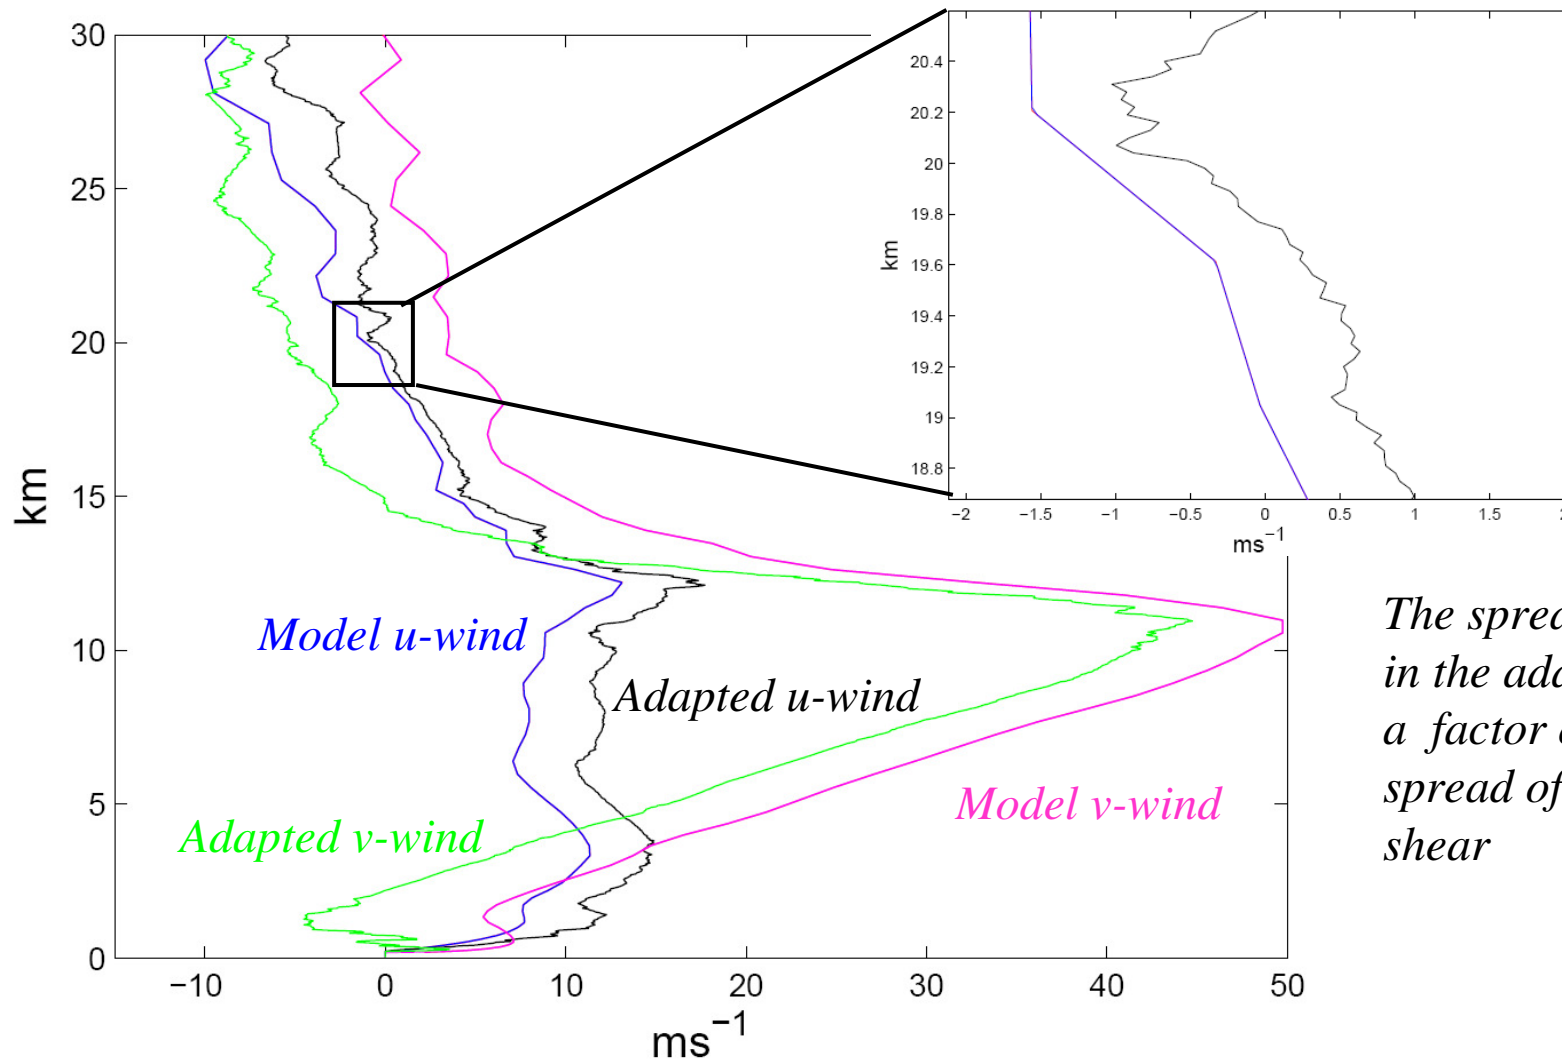 30
25
20
15
10
5
0
km
−10
0
10
20
30
40
50
ms−1
20.4
20.2
20
19.8
19.6
19.4
19.2
19
18.8
km
−2
−1.5
−1
−0.5
0
0.5
1
1.5
ms−1
Model u-wind
Adapted u-wind
Adapted v-wind
Model v-wind
The
in the
a factor
spread of
shear